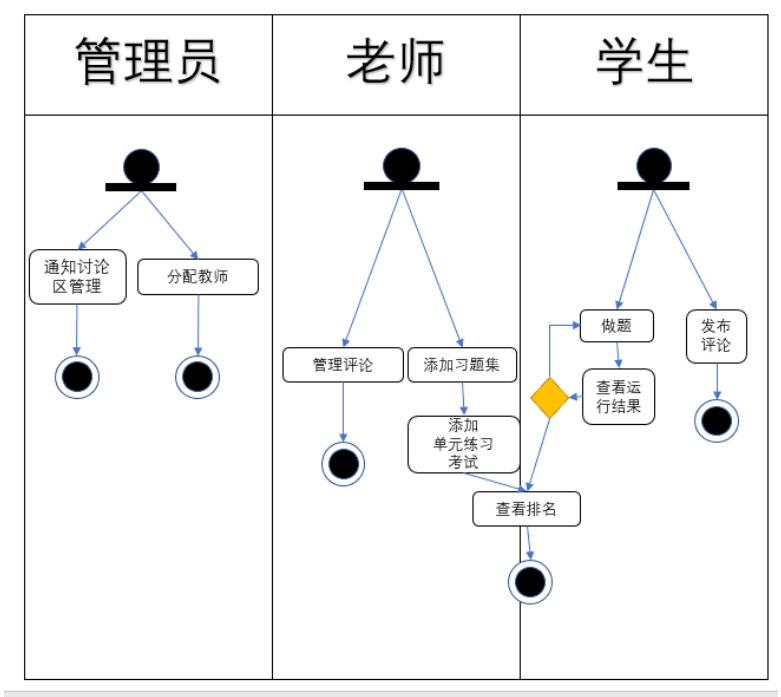 管理员
老师
学生
通知讨论
区管理
分配教师
管理评论
添加习题集
添加
单元练习
考试
做题
查看运
行结果
发布
评论
查看排名